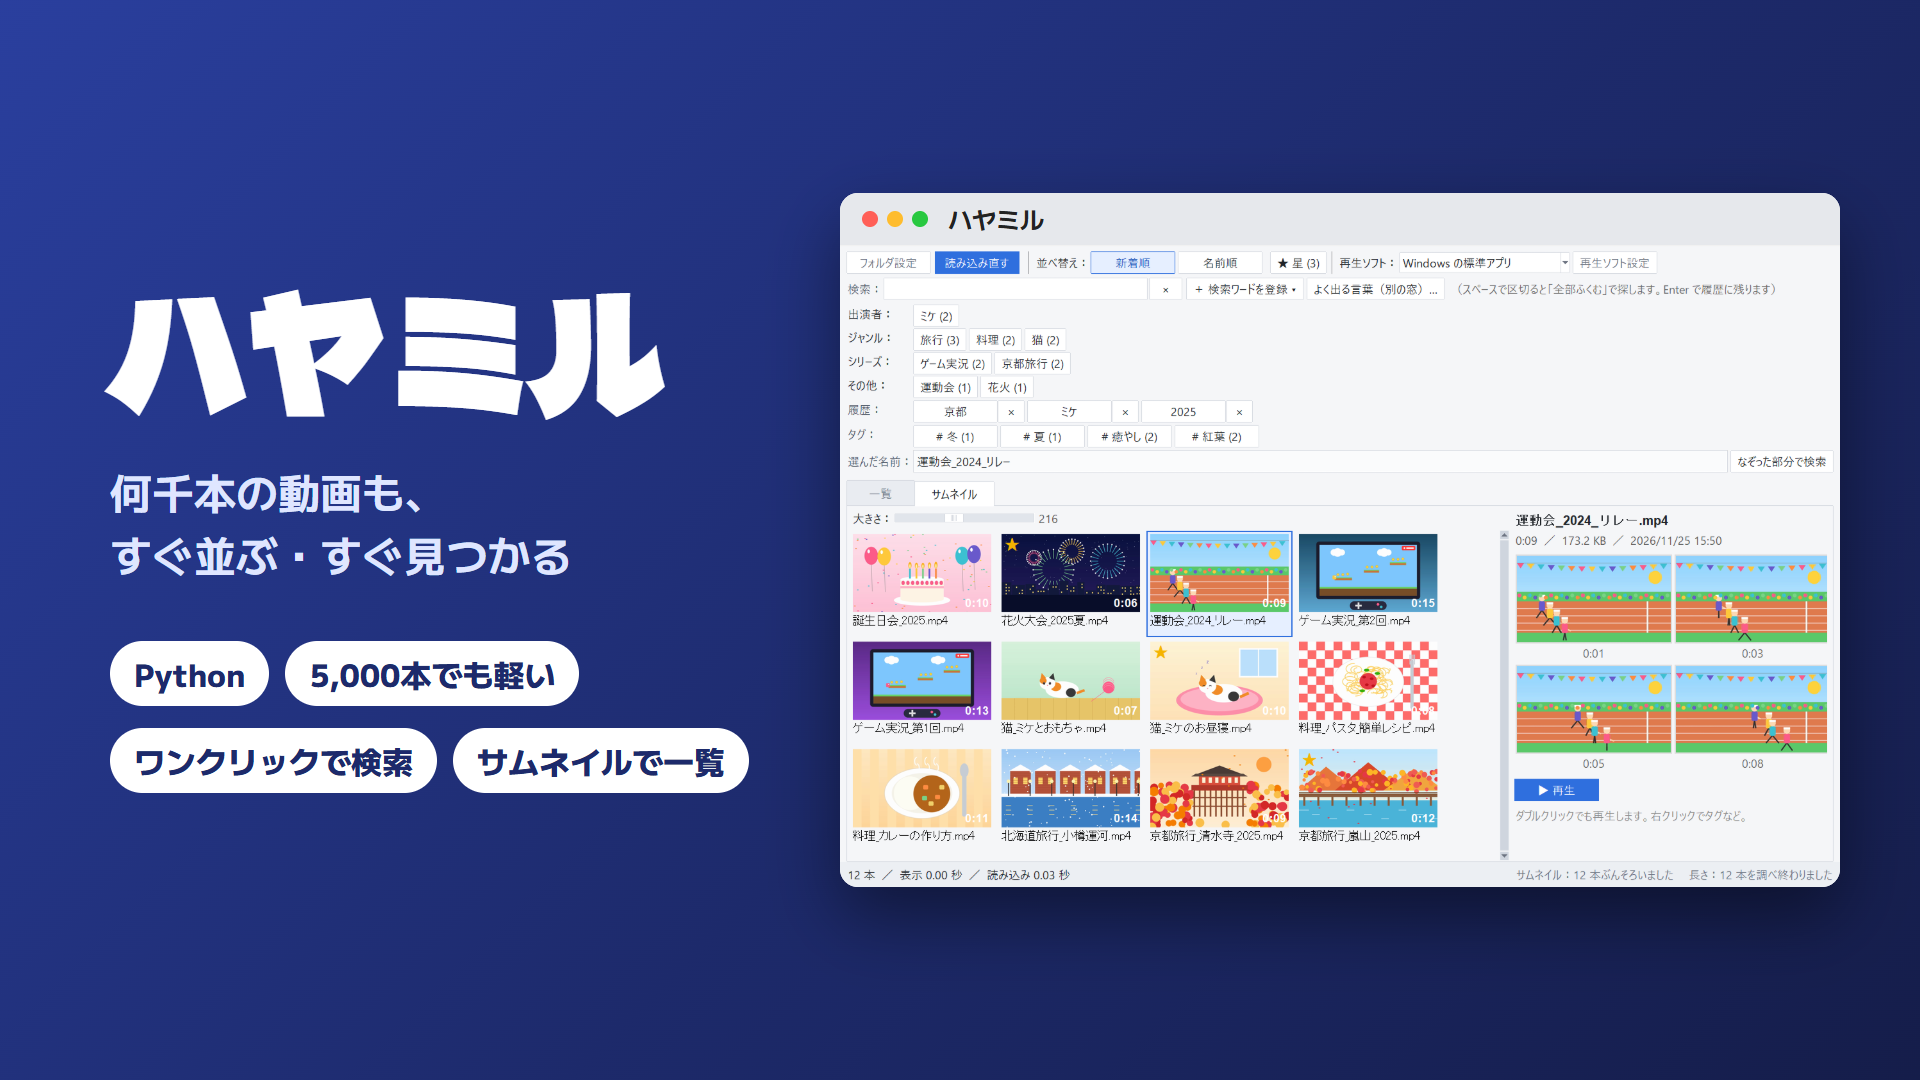 ハヤミル
何千本の動画も、
すぐ並ぶ・すぐ見つかる
Python
5,000本でも軽い
ワンクリックで検索
サムネイルで一覧
ハヤミル
フォルダ設定 読み込み直す 並べ替え： 新着順 名前順 ★ 星 (3) 再生ソフト： Windows の標準アプリ 再生ソフト設定
検索： × ＋ 検索ワードを登録 ▾ よく出る言葉（別の窓）... （スペースで区切ると「全部ふくむ」で探します。Enter で履歴に残ります）
出演者： ミケ (2)
ジャンル： 旅行 (3) 料理 (2) 猫 (2)
シリーズ： ゲーム実況 (2) 京都旅行 (2)
その他： 運動会 (1) 花火 (1)
履歴： 京都 × ミケ × 2025 ×
タグ： # 冬 (1) # 夏 (1) # 癒やし (2) # 紅葉 (2)
選んだ名前： 運動会_2024_リレー なぞった部分で検索
一覧 サムネイル
大きさ： 216
0:10 0:06 0:09 0:15
誕生日会_2025.mp4 花火大会_2025夏.mp4 運動会_2024_リレー.mp4 ゲーム実況_第2回.mp4
0:13 0:07 0:10 0:08
ゲーム実況_第1回.mp4 猫_ミケとおもちゃ.mp4 猫_ミケのお昼寝.mp4 料理_パスタ_簡単レシピ.mp4
0:11 0:14 0:09 0:12
料理_カレーの作り方.mp4 北海道旅行_小樽運河.mp4 京都旅行_清水寺_2025.mp4 京都旅行_嵐山_2025.mp4
運動会_2024_リレー.mp4
0:09 ／ 173.2 KB ／ 2026/11/25 15:50
0:01 0:03
0:05 0:08
▶ 再生
ダブルクリックでも再生します。右クリックでタグなど。
12 本 ／ 表示 0.00 秒 ／ 読み込み 0.03 秒 サムネイル：12 本ぶんそろいました 長さ：12 本を調べ終わりました